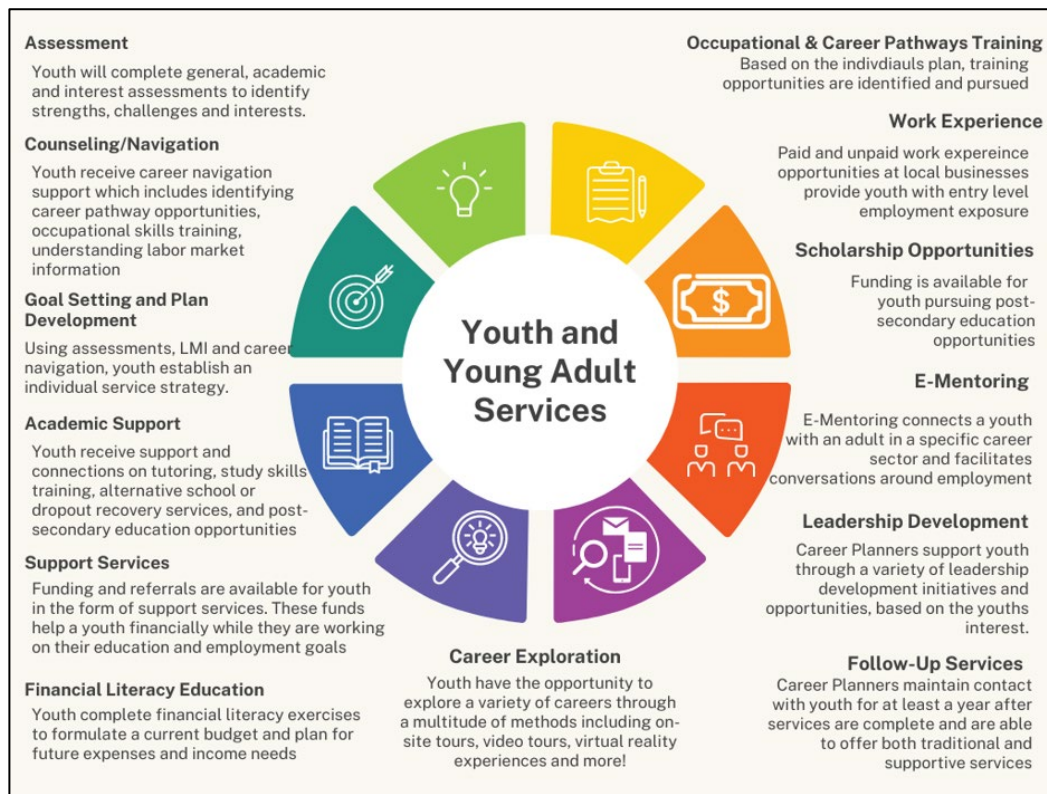 Assessment
Youth will complete general, academic
and interest assessments to identify
strengths, challenges and interests.
Counseling/Navigation
Youth receive career navigation
support which includes identifying
career pathway opportunities,
occupational skills training,
understanding labor market
information
Goal Setting and Plan
Development
Using assessments, LMI and career
navigation, youth establish an
individual service strategy.
Academic Support
Youth receive support and
connections on tutoring, study skills
training, alternative school or
dropout recovery services, and post-
secondary education opportunities
Support Services
Funding and referrals are available for youth
in the form of support services. These funds
help a youth financially while they are working
on their education and employment goals
Financial Literacy Education
Youth complete financial literacy exercises
to formulate a current budget and plan for
future expenses and income needs
Youth and
Young Adult
Services
$
Career Exploration
Youth have the opportunity to
explore a variety of careers through
a multitude of methods including on-
site tours, video tours, virtual reality
experiences and more!
Occupational & Career Pathways Training
Based on the indivdiauls plan, training
opportunities are identified and pursued
Work Experience
Paid and unpaid work expereince
opportunities at local businesses
provide youth with entry level
employment exposure
Scholarship Opportunities
Funding is available for
youth pursuing post-
secondary education
opportunities
E-Mentoring
E-Mentoring connects a youth
with an adult in a specific career
sector and facilitates
conversations around employment
Leadership Development
Career Planners support youth
through a variety of leadership
development initiatives and
opportunities, based on the youths
interest.
Follow-Up Services
Career Planners maintain contact
with youth for at least a year after
services are complete and are able
to offer both traditional and
supportive services